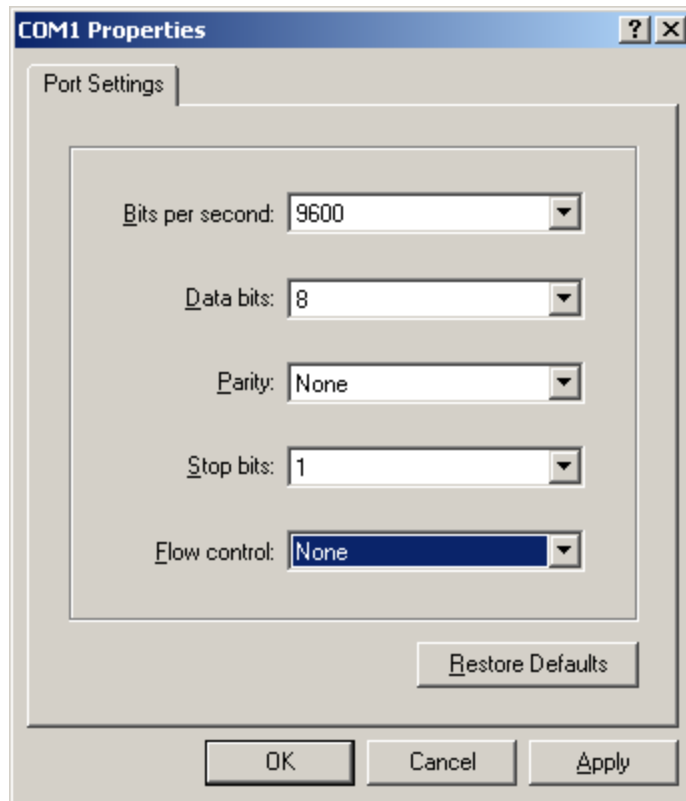 COM1 Properties
Port Settings
Bits per second: 9600
Data bits: 8
Parity: None
Stop bits: 1
Flow control: None
Restore Defaults
OK Cancel Apply